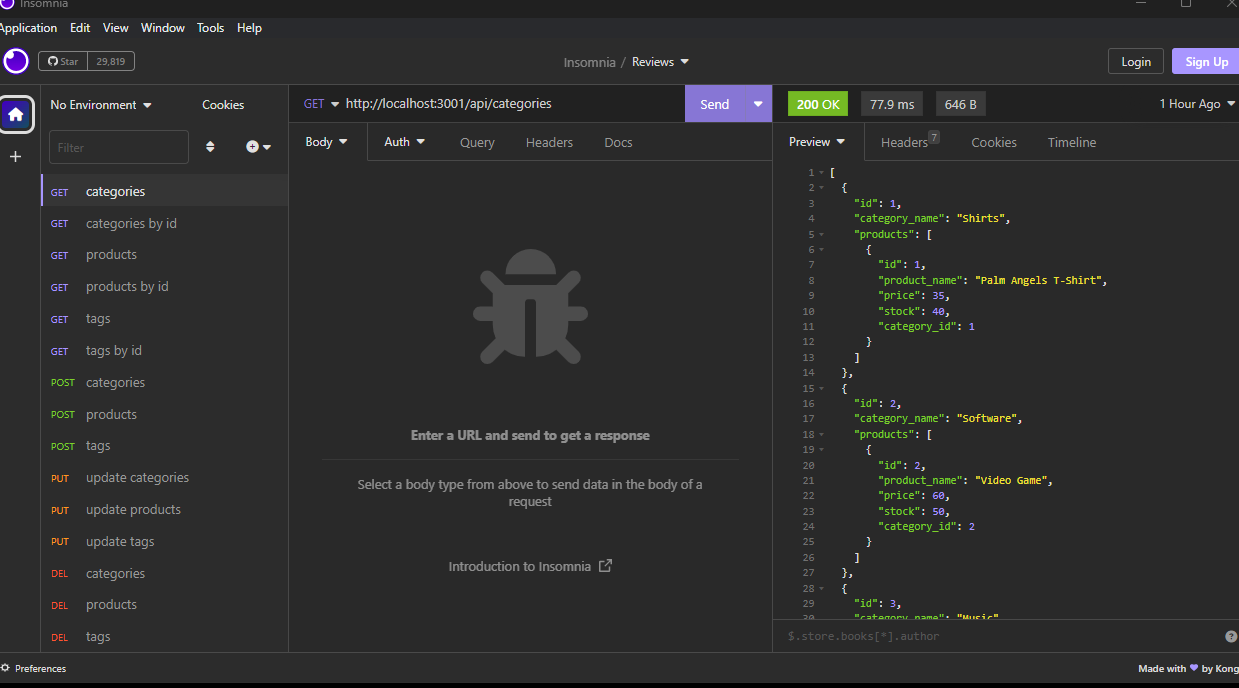 Insomnia
Application Edit View Window Tools Help
Star 29,819
Insomnia / Reviews
Login
Sign Up
No Environment
Cookies
Filter
GET categories
GET categories by id
GET products
GET products by id
GET tags
GET tags by id
POST categories
POST products
POST tags
PUT update categories
PUT update products
PUT update tags
DEL categories
DEL products
DEL tags
GET http://localhost:3001/api/categories
Send
Body Auth Query Headers Docs
Enter a URL and send to get a response
Select a body type from above to send data in the body of a
request
Introduction to Insomnia
200 OK 77.9 ms 646 B 1 Hour Ago
Preview Headers 7 Cookies Timeline
1 [
2 {
3 "id": 1,
4 "category_name": "Shirts",
5 "products": [
6 {
7 "id": 1,
8 "product_name": "Palm Angels T-Shirt",
9 "price": 35,
10 "stock": 40,
11 "category_id": 1
12 }
13 ]
14 },
15 {
16 "id": 2,
17 "category_name": "Software",
18 "products": [
19 {
20 "id": 2,
21 "product_name": "Video Game",
22 "price": 60,
23 "stock": 50,
24 "category_id": 2
25 }
26 ]
27 },
28 {
29 "id": 3,
30 "category_name": "Music"
$.store.books[*].author
?
Preferences
Made with by Kong